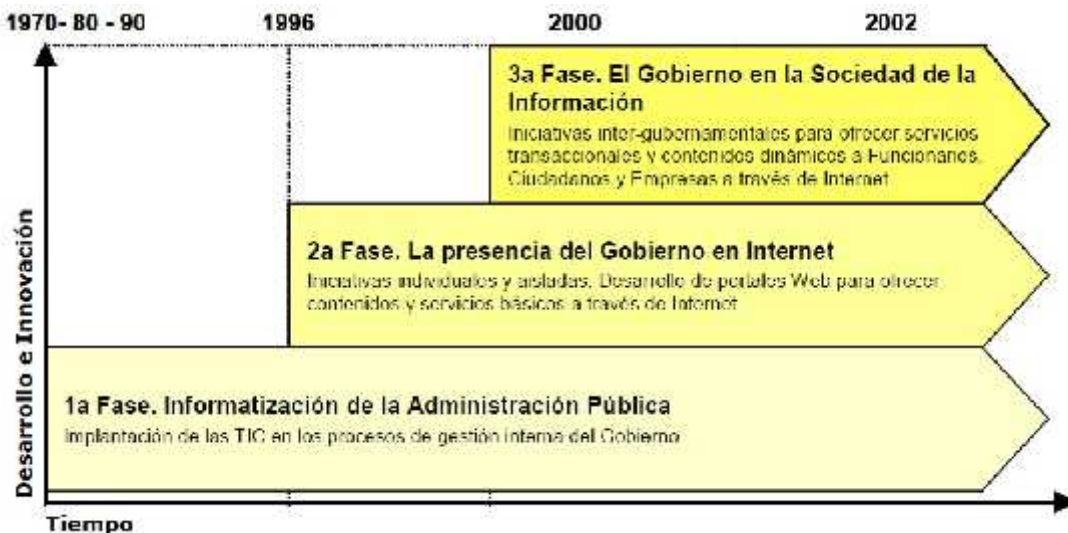 1970- 80 - 90 1996 2000 2002
3a Fase. El Gobierno en la Sociedad de la
Información
Iniciativas inter-gubernamentales para ofrecer servicios
transaccionales y contenidos dinámicos a Funcionarios,
Ciudadanos y Empresas a través de Internet
2a Fase. La presencia del Gobierno en Internet
Iniciativas individuales y aisladas. Desarrollo de portales Web para ofrecer
contenidos y servicios básicos a través de Internet
1a Fase. Informatización de la Administración Pública
Implantación de las TIC en los procesos de gestión interna del Gobierno
Desarrollo e Innovación
Tiempo